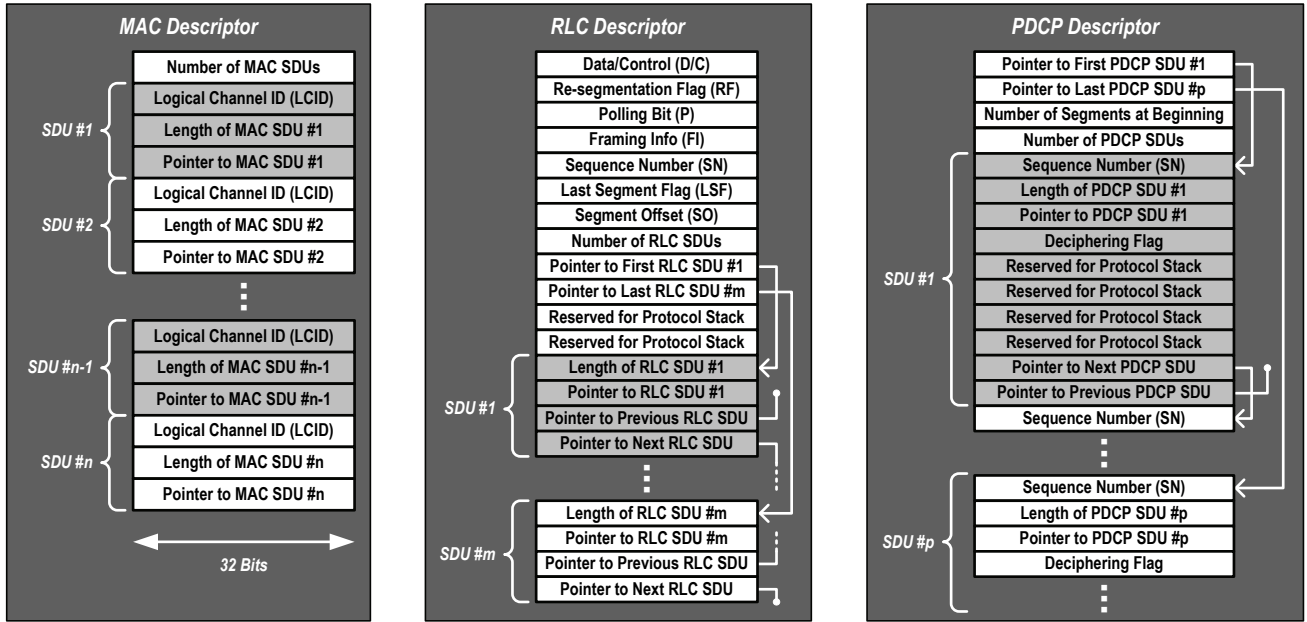 MAC Descriptor
Number of MAC SDUs
SDU #1
Logical Channel ID (LCID)
Length of MAC SDU #1
Pointer to MAC SDU #1
SDU #2
Logical Channel ID (LCID)
Length of MAC SDU #2
Pointer to MAC SDU #2
SDU #n-1
Logical Channel ID (LCID)
Length of MAC SDU #n-1
Pointer to MAC SDU #n-1
SDU #n
Logical Channel ID (LCID)
Length of MAC SDU #n
Pointer to MAC SDU #n
32 Bits
RLC Descriptor
Data/Control (D/C)
Re-segmentation Flag (RF)
Polling Bit (P)
Framing Info (FI)
Sequence Number (SN)
Last Segment Flag (LSF)
Segment Offset (SO)
Number of RLC SDUs
Pointer to First RLC SDU #1
Pointer to Last RLC SDU #m
Reserved for Protocol Stack
Reserved for Protocol Stack
SDU #1
Length of RLC SDU #1
Pointer to RLC SDU #1
Pointer to Previous RLC SDU
Pointer to Next RLC SDU
SDU #m
Length of RLC SDU #m
Pointer to RLC SDU #m
Pointer to Previous RLC SDU
Pointer to Next RLC SDU
PDCP Descriptor
Pointer to First PDCP SDU #1
Pointer to Last PDCP SDU #p
Number of Segments at Beginning
Number of PDCP SDUs
SDU #1
Sequence Number (SN)
Length of PDCP SDU #1
Pointer to PDCP SDU #1
Deciphering Flag
Reserved for Protocol Stack
Reserved for Protocol Stack
Reserved for Protocol Stack
Reserved for Protocol Stack
Pointer to Next PDCP SDU
Pointer to Previous PDCP SDU
Sequence Number (SN)
SDU #p
Sequence Number (SN)
Length of PDCP SDU #p
Pointer to PDCP SDU #p
Deciphering Flag